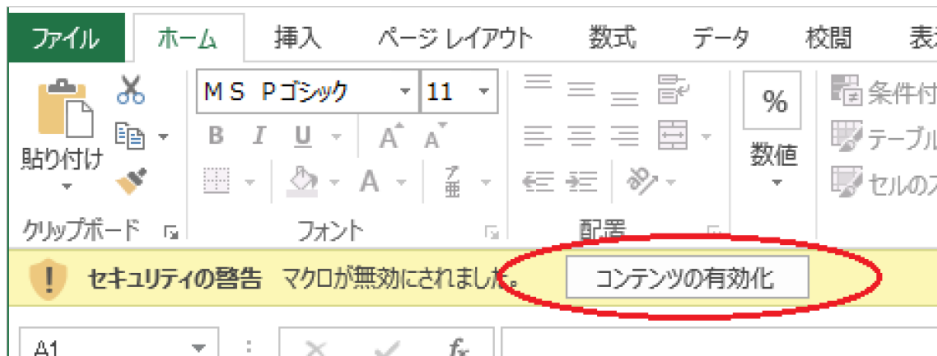 ファイル ホーム 挿入 ページ レイアウト 数式 データ 校閲
MS Pゴシック 11 % 条件付
B I U A A テーブル
貼り付け 数値
A ア亜 セルのス
クリップボード フォント 配置
セキュリティの警告 マクロが無効にされました。 コンテンツの有効化
A1 fx